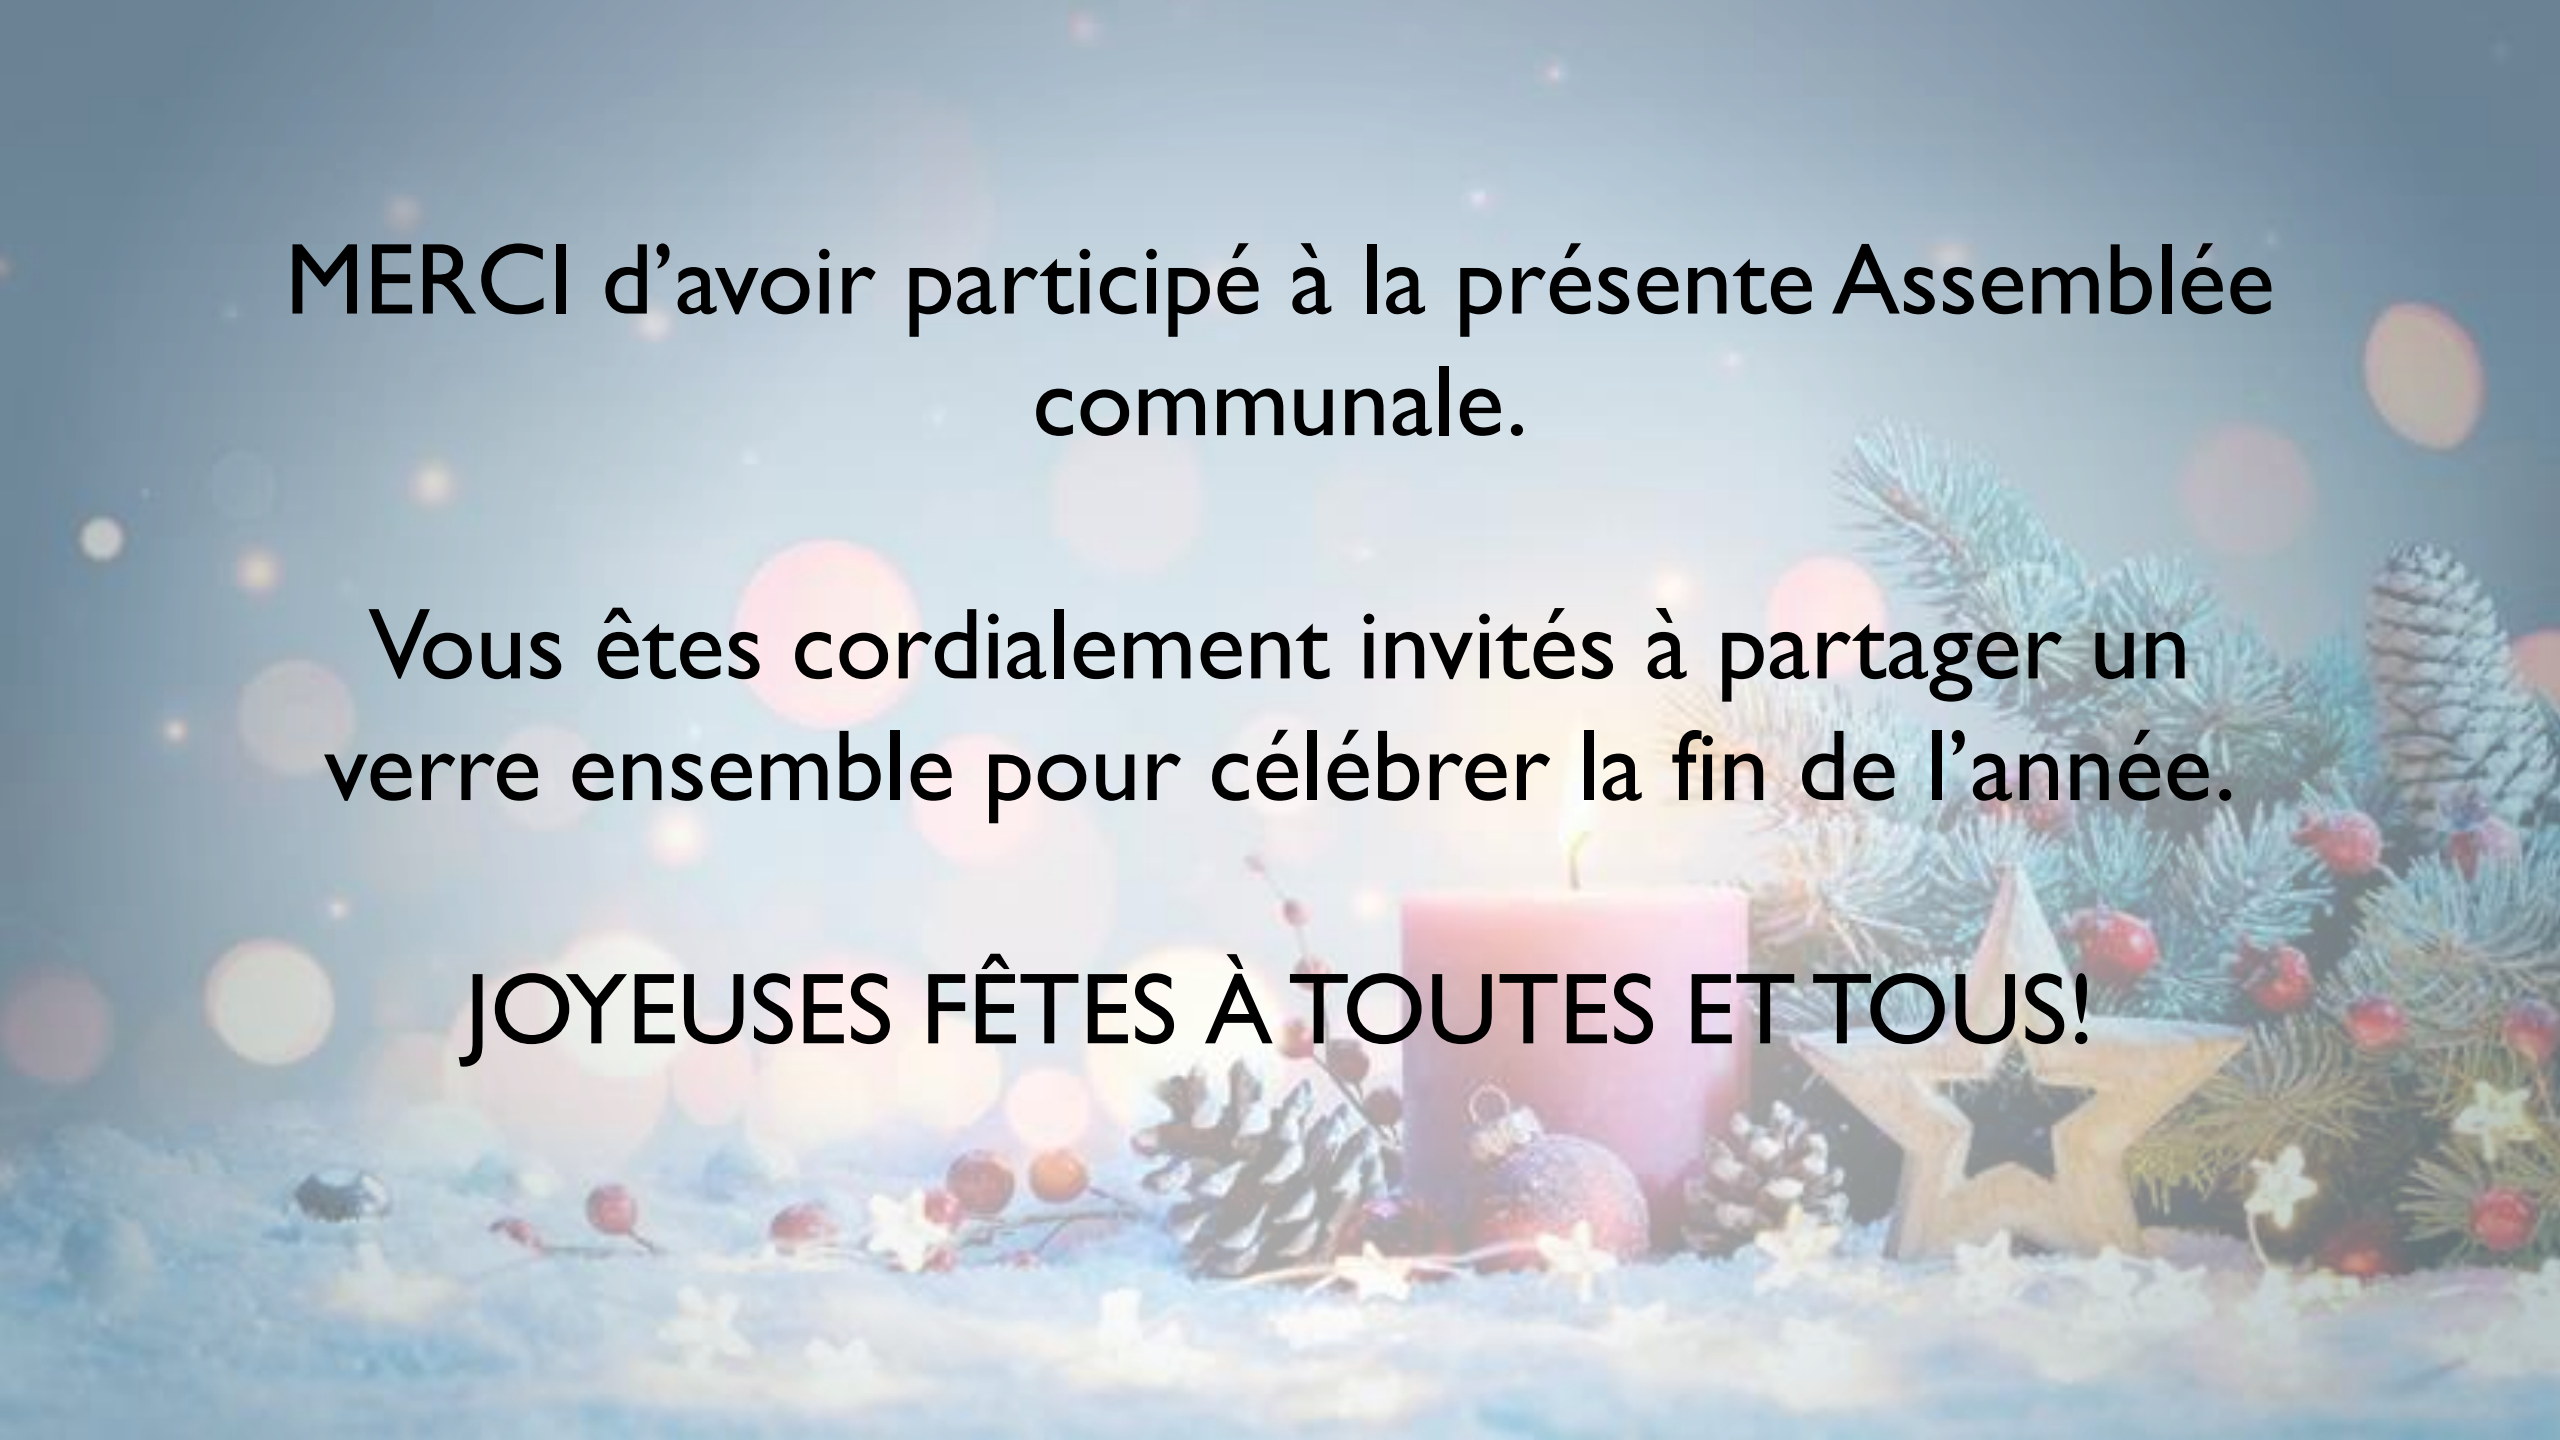 MERCI d’avoir participé à la présente Assemblée
communale.
Vous êtes cordialement invités à partager un
verre ensemble pour célébrer la fin de l’année.
JOYEUSES FÊTES À TOUTES ET TOUS!